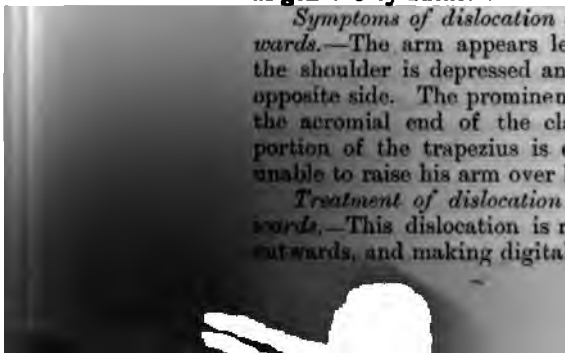 Symptoms of dislocation
wards.—The arm appears le
the shoulder is depressed an
opposite side. The prominen
the acromial end of the cl
portion of the trapezius is
unable to raise his arm over
Treatment of dislocation
wards.—This dislocation is
outwards, and making digital